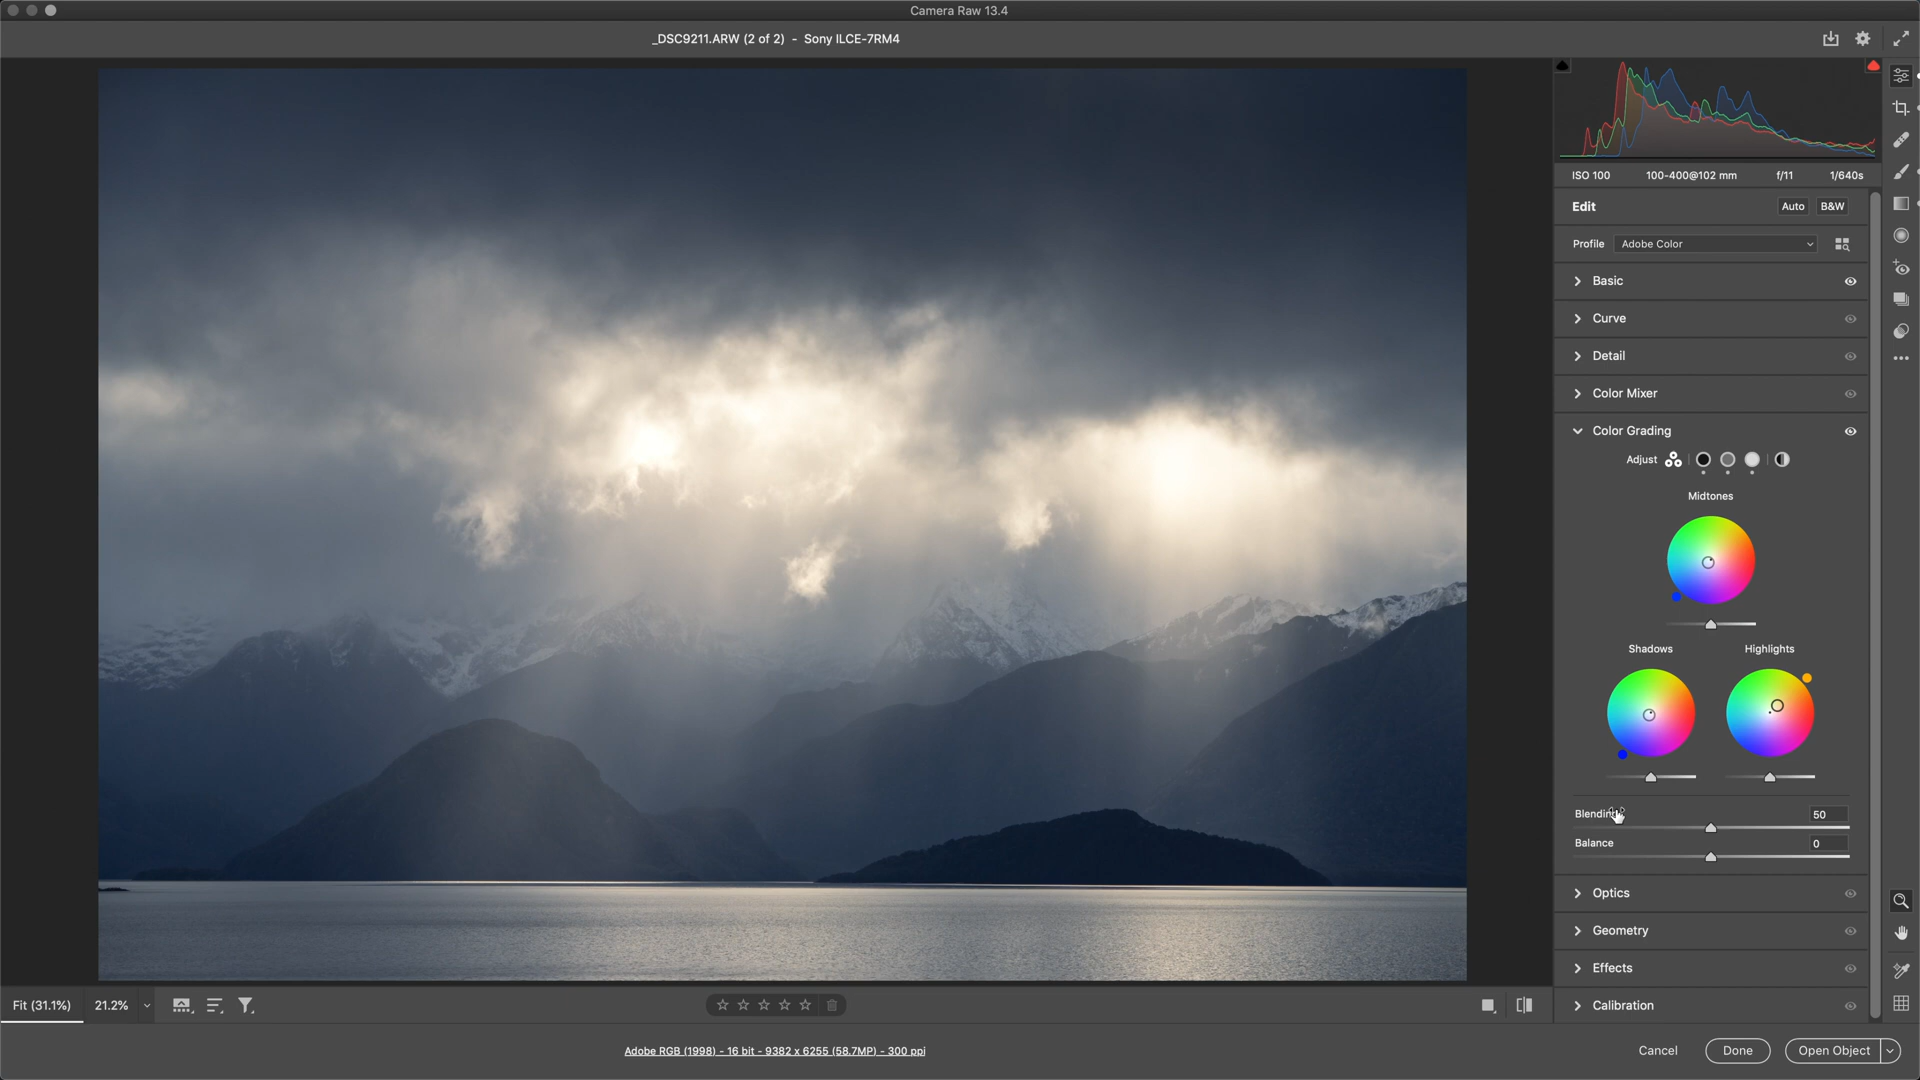 Camera Raw 13.4
_DSC9211.ARW (2 of 2) - Sony ILCE-7RM4
ISO 100 100-400@102 mm f/11 1/640s
Edit Auto B&W
Profile Adobe Color
Basic
Curve
Detail
Color Mixer
Color Grading
Adjust
Midtones
Shadows Highlights
Blending 50
Balance 0
Optics
Geometry
Effects
Calibration
Fit (31.1%) 21.2%
Adobe RGB (1998) - 16 bit - 9382 x 6255 (58.7MP) - 300 ppi
Cancel Done Open Object